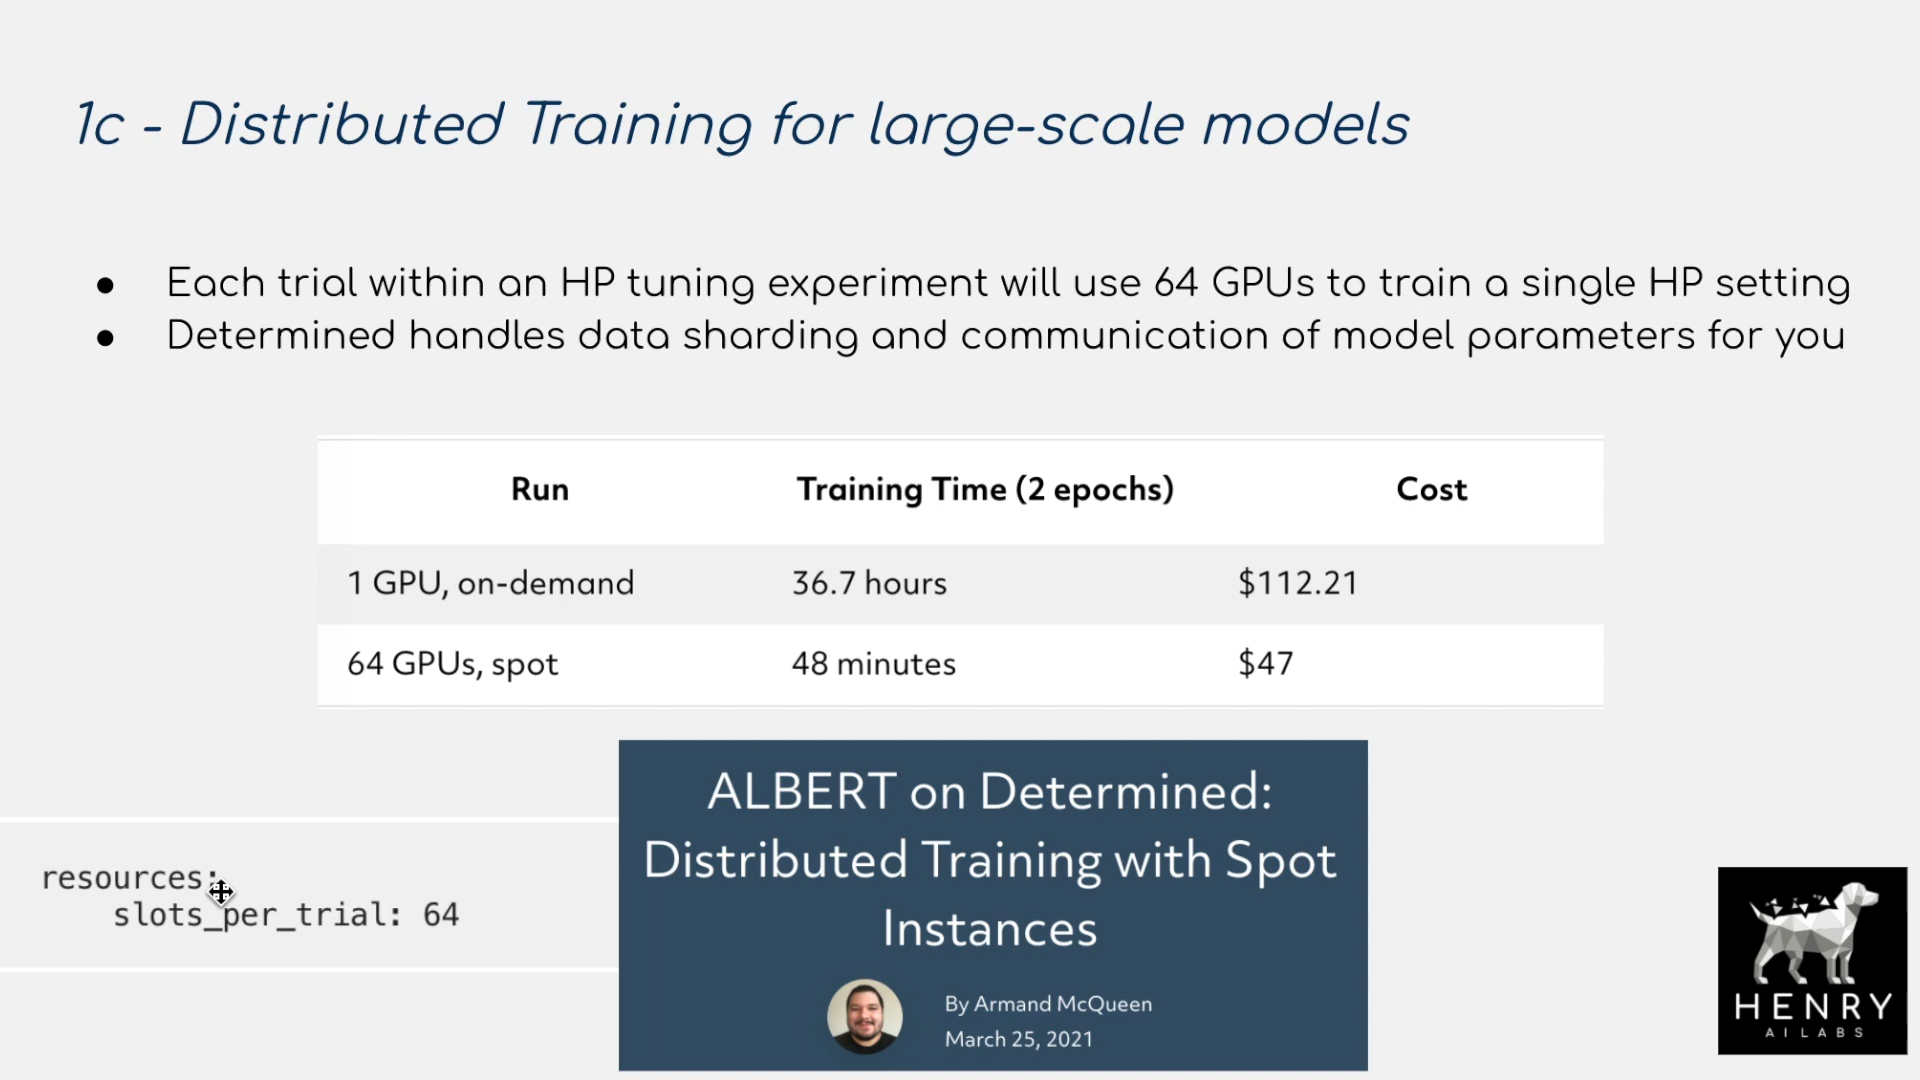 1c - Distributed Training for large-scale models
● Each trial within an HP tuning experiment will use 64 GPUs to train a single HP setting
● Determined handles data sharding and communication of model parameters for you
Run Training Time (2 epochs) Cost
1 GPU, on-demand 36.7 hours $112.21
64 GPUs, spot 48 minutes $47
resources:
slots_per_trial: 64
ALBERT on Determined:
Distributed Training with Spot
Instances
By Armand McQueen
March 25, 2021
HENRY
AI LABS